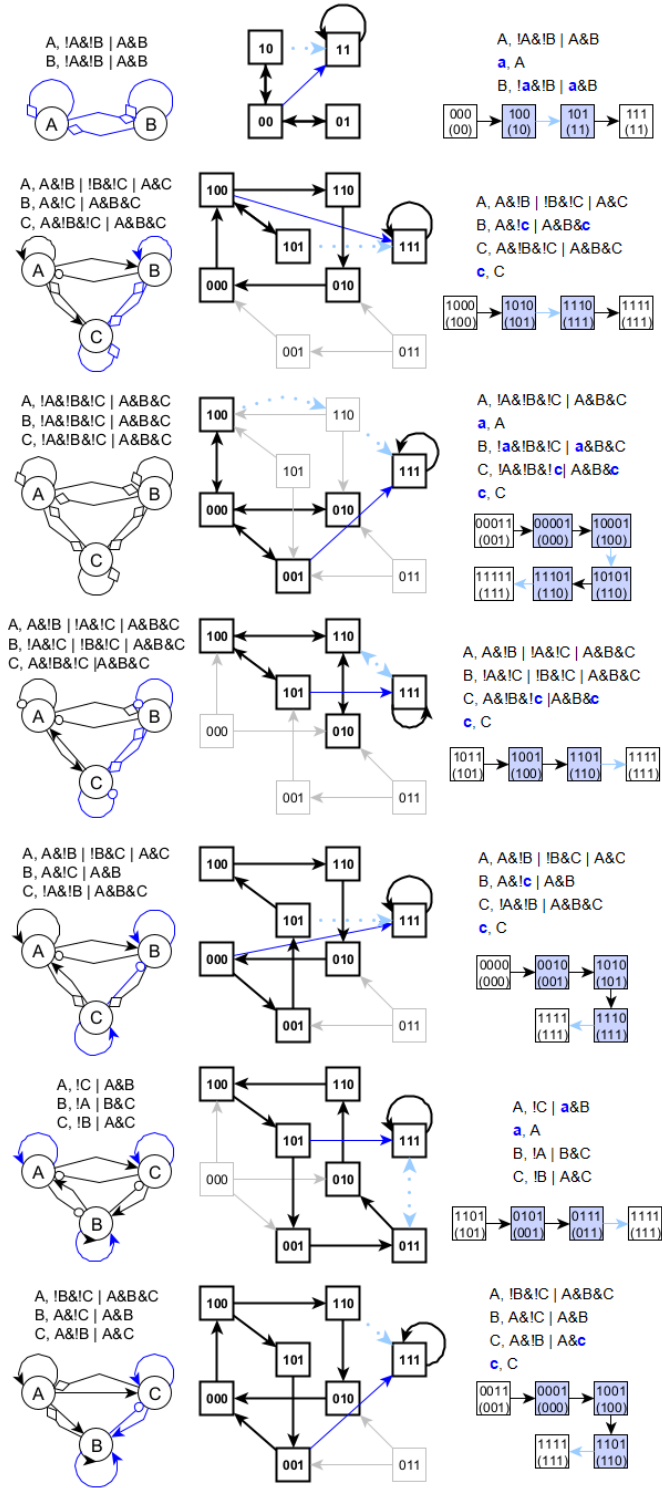 A, !A&!B | A&B
B, !A&!B | A&B
A
B
10
11
00
01
A, !A&!B | A&B
a, A
B, !a&!B | a&B
000
(00)
100
(10)
101
(11)
111
(11)
A, A&!B | !B&!C | A&C
B, A&!C | A&B&C
C, A&!B&!C | A&B&C
A
B
C
100
110
101
111
000
010
001
011
A, A&!B | !B&!C | A&C
B, A&!c | A&B&c
C, A&!B&!C | A&B&C
c, C
1000
(100)
1010
(101)
1110
(111)
1111
(111)
A, !A&!B&!C | A&B&C
B, !A&!B&!C | A&B&C
C, !A&!B&!C | A&B&C
A
B
C
100
110
101
111
000
010
001
011
A, !A&!B&!C | A&B&C
a, A
B, !a&!B&!C | a&B&C
C, !A&!B&!c| A&B&c
c, C
00011
(001)
00001
(000)
10001
(100)
11111
(111)
11101
(110)
10101
(110)
A, A&!B | !A&!C | A&B&C
B, !A&!C | !B&!C | A&B&C
C, A&!B&!C |A&B&C
A
B
C
100
110
101
111
000
010
001
011
A, A&!B | !A&!C | A&B&C
B, !A&!C | !B&!C | A&B&C
C, A&!B&!c |A&B&c
c, C
1011
(101)
1001
(100)
1101
(110)
1111
(111)
A, A&!B | !B&C | A&C
B, A&!C | A&B
C, !A&!B | A&B&C
A
B
C
100
110
101
111
000
010
001
011
A, A&!B | !B&C | A&C
B, A&!c | A&B
C, !A&!B | A&B&C
c, C
0000
(000)
0010
(001)
1010
(101)
1111
(111)
1110
(111)
A, !C | A&B
B, !A | B&C
C, !B | A&C
A
C
B
100
110
101
111
000
010
001
011
A, !C | a&B
a, A
B, !A | B&C
C, !B | A&C
1101
(101)
0101
(001)
0111
(011)
1111
(111)
A, !B&!C | A&B&C
B, A&!C | A&B
C, A&!B | A&C
A
C
B
100
110
101
111
000
010
001
011
A, !B&!C | A&B&C
B, A&!C | A&B
C, A&!B | A&c
c, C
0011
(001)
0001
(000)
1001
(100)
1111
(111)
1101
(110)